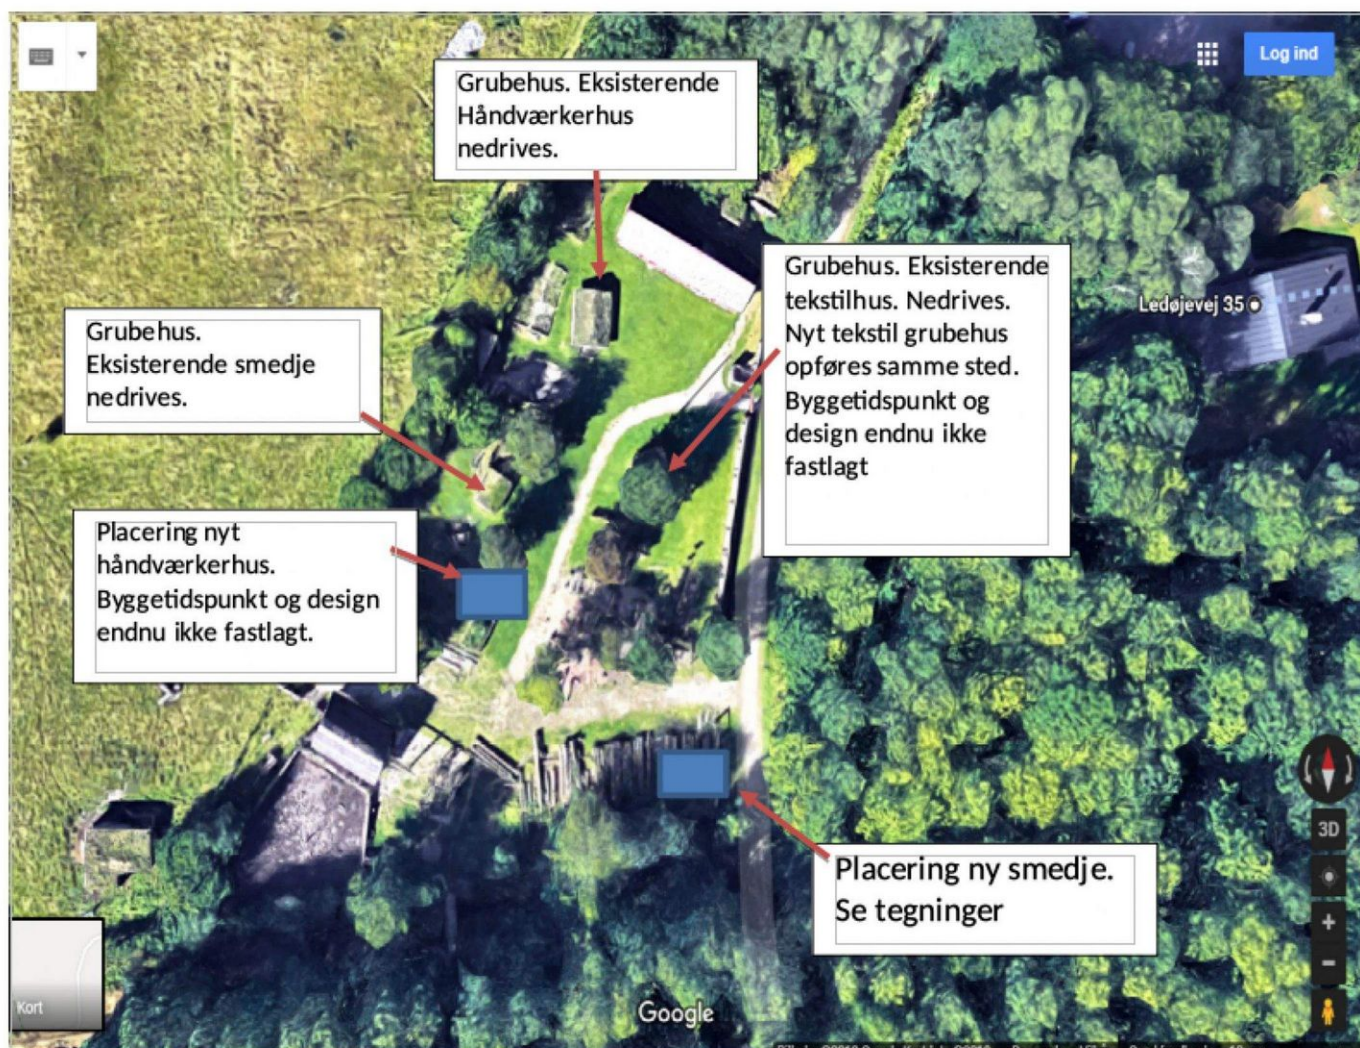 Log ind
Grubehus. Eksisterende
Håndværkerhus
nedrives.
Grubehus. Eksisterende
tekstilhus. Nedrives.
Nyt tekstil grubehus
opføres samme sted.
Byggetidspunkt og
design endnu ikke
fastlagt
Ledøjevej 35
Grubehus.
Eksisterende smedje
nedrives.
Placering nyt
håndværkerhus.
Byggetidspunkt og design
endnu ikke fastlagt.
Placering ny smedje.
Se tegninger
3D
Kort
Google